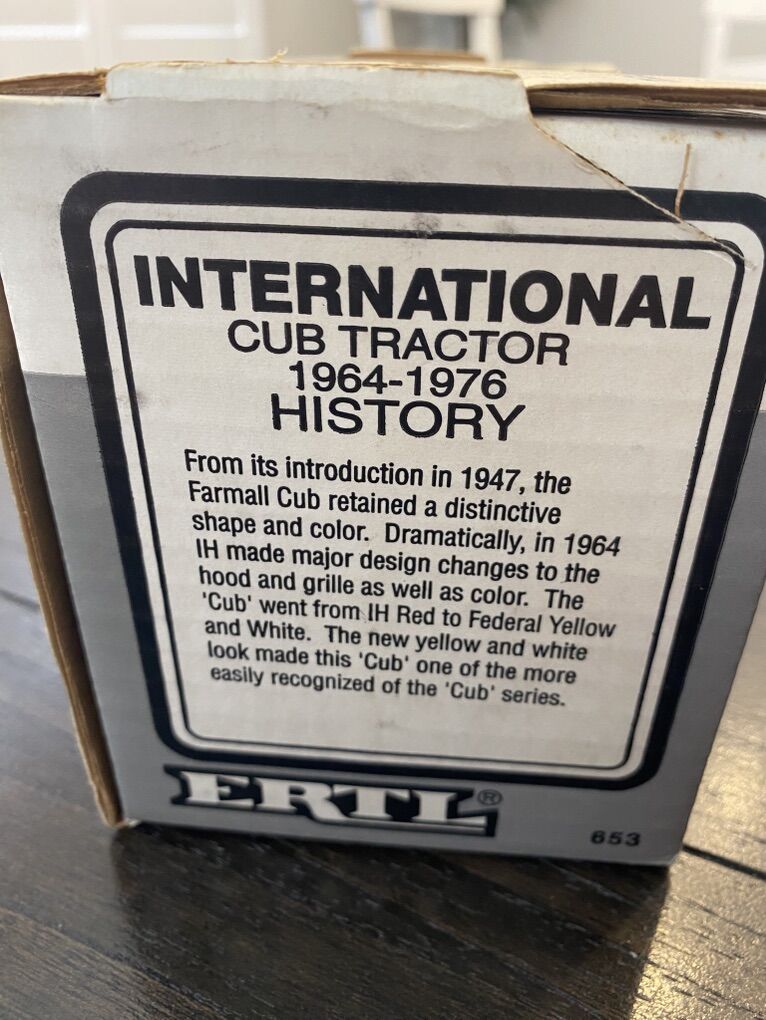 INTERNATIONAL
CUB TRACTOR
1964-1976
HISTORY
From its introduction in 1947, the
Farmall Cub retained a distinctive
shape and color. Dramatically, in 1964
IH made major design changes to the
hood and grille as well as color. The
'Cub' went from IH Red to Federal Yellow
and White. The new yellow and white
look made this 'Cub' one of the more
easily recognized of the 'Cub' series.
ERTL®
653